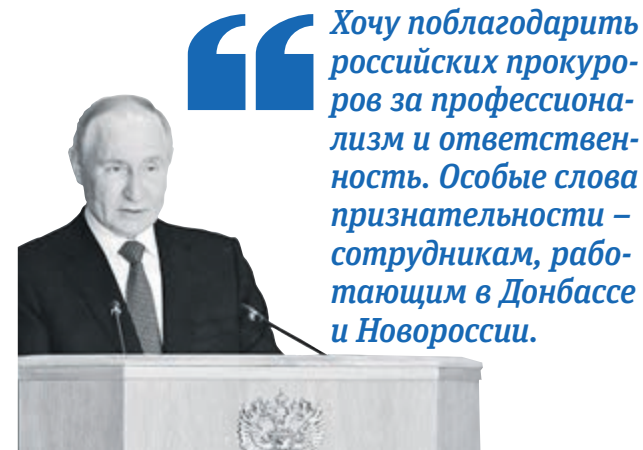 Хочу поблагодарить
российских прокуро-
ров за профессиона-
лизм и ответствен-
ность. Особые слова
признательности –
сотрудникам, рабо-
тающим в Донбассе
и Новороссии.